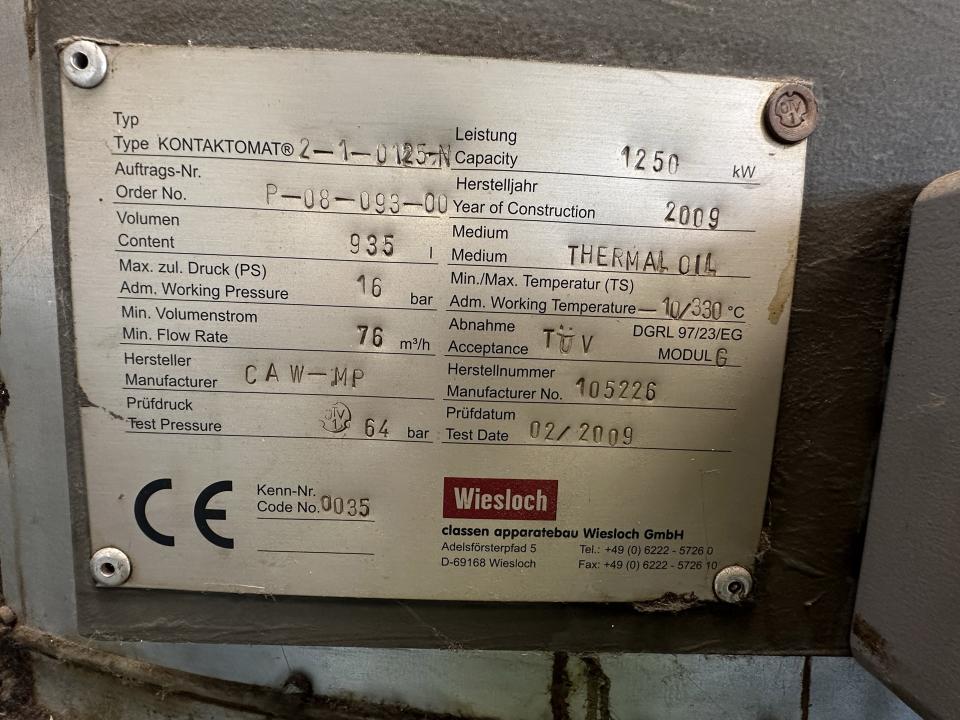 Typ
Type KONTAKTOMAT® 2-1-0125-N
Auftrags-Nr.
Order No. P-08-093-00
Volumen
Content 935 l
Max. zul. Druck (PS)
Adm. Working Pressure 16 bar
Min. Volumenstrom
Min. Flow Rate 76 m³/h
Hersteller
Manufacturer CAW-MP
Prüfdruck
Test Pressure 64 bar
Leistung
Capacity 1250 kW
Herstelljahr
Year of Construction 2009
Medium
Medium THERMAL OIL
Min./Max. Temperatur (TS)
Adm. Working Temperature -10/330 °C
Abnahme DGRL 97/23/EG
Acceptance TÜV MODUL G
Herstellnummer
Manufacturer No. 105226
Prüfdatum
Test Date 02/2009
CE
Kenn-Nr.
Code No. 0035
Wiesloch
classen apparatebau Wiesloch GmbH
Adelsförsterpfad 5 Tel.: +49 (0) 6222 - 5726 0
D-69168 Wiesloch Fax: +49 (0) 6222 - 5726 10